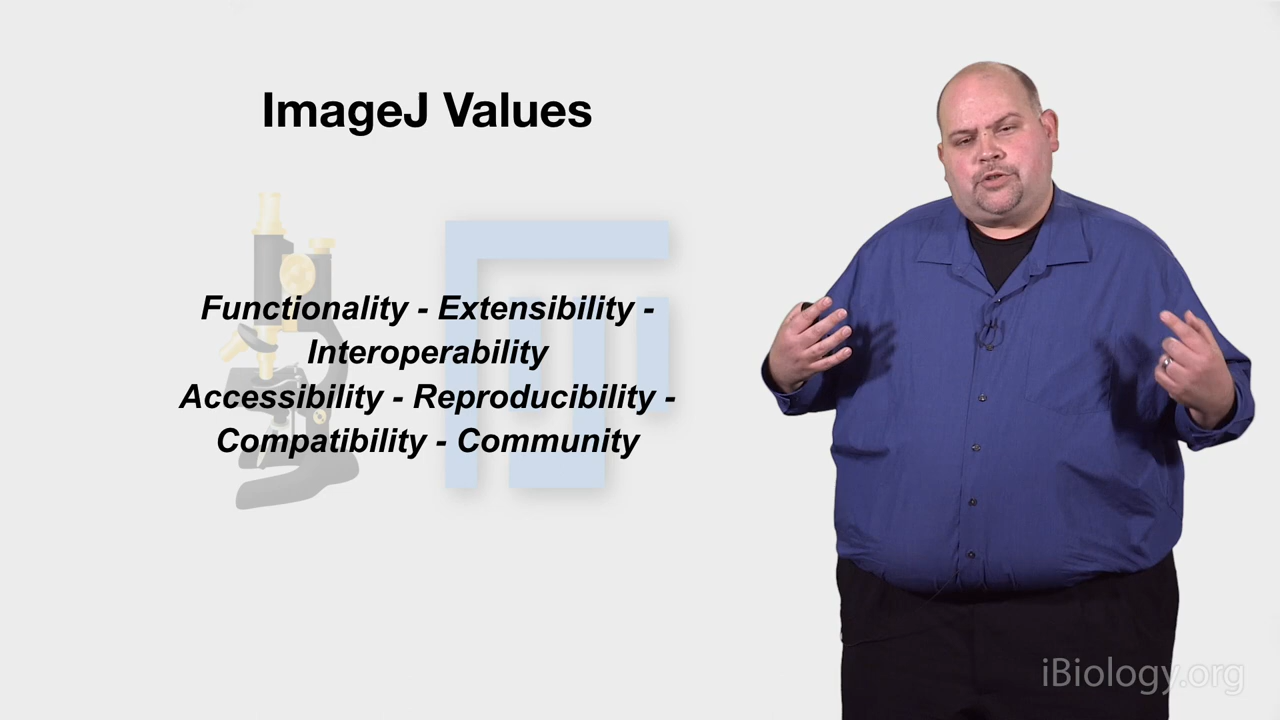 ImageJ Values
Functionality - Extensibility -
Interoperability
Accessibility - Reproducibility -
Compatibility - Community
iBiology.org